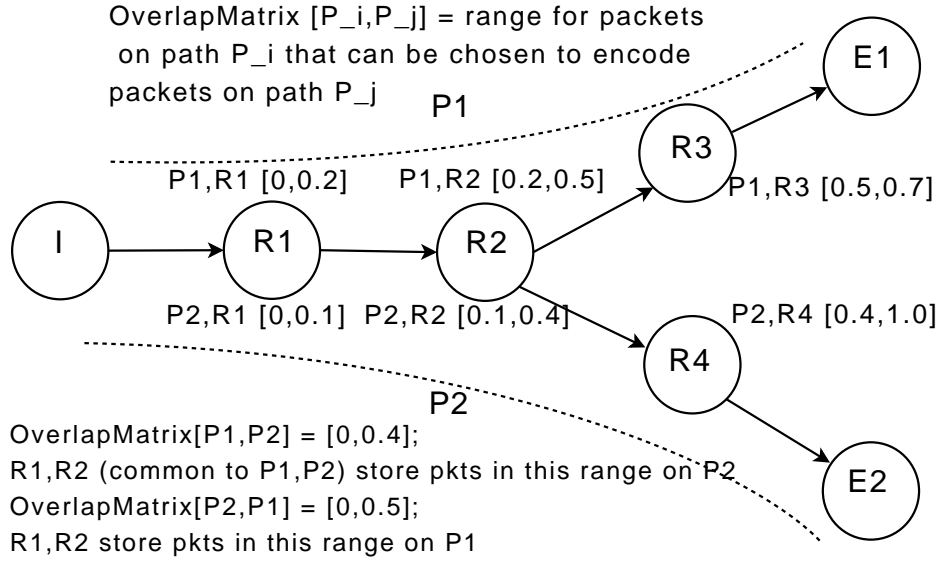 OverlapMatrix [P_i,P_j] = range for packets
on path P_i that can be chosen to encode
packets on path P_j
P1
E1
R3
P1,R1 [0,0.2]
P1,R2 [0.2,0.5]
P1,R3 [0.5,0.7]
I
R1
R2
P2,R1 [0,0.1]
P2,R2 [0.1,0.4]
P2,R4 [0.4,1.0]
R4
P2
OverlapMatrix[P1,P2] = [0,0.4];
R1,R2 (common to P1,P2) store pkts in this range on P2
OverlapMatrix[P2,P1] = [0,0.5];
R1,R2 store pkts in this range on P1
E2